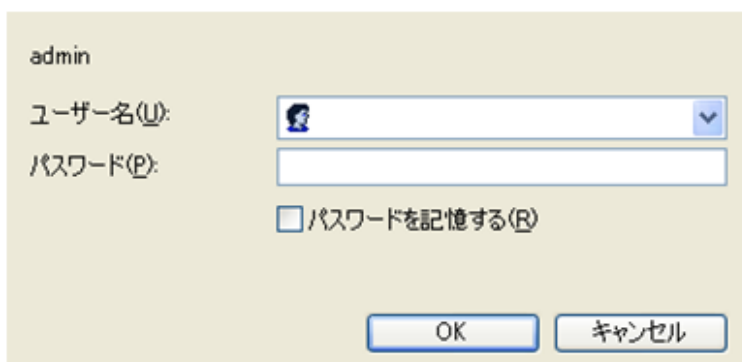 admin
ユーザー名(U):
パスワード(P):
パスワードを記憶する(R)
OK キャンセル